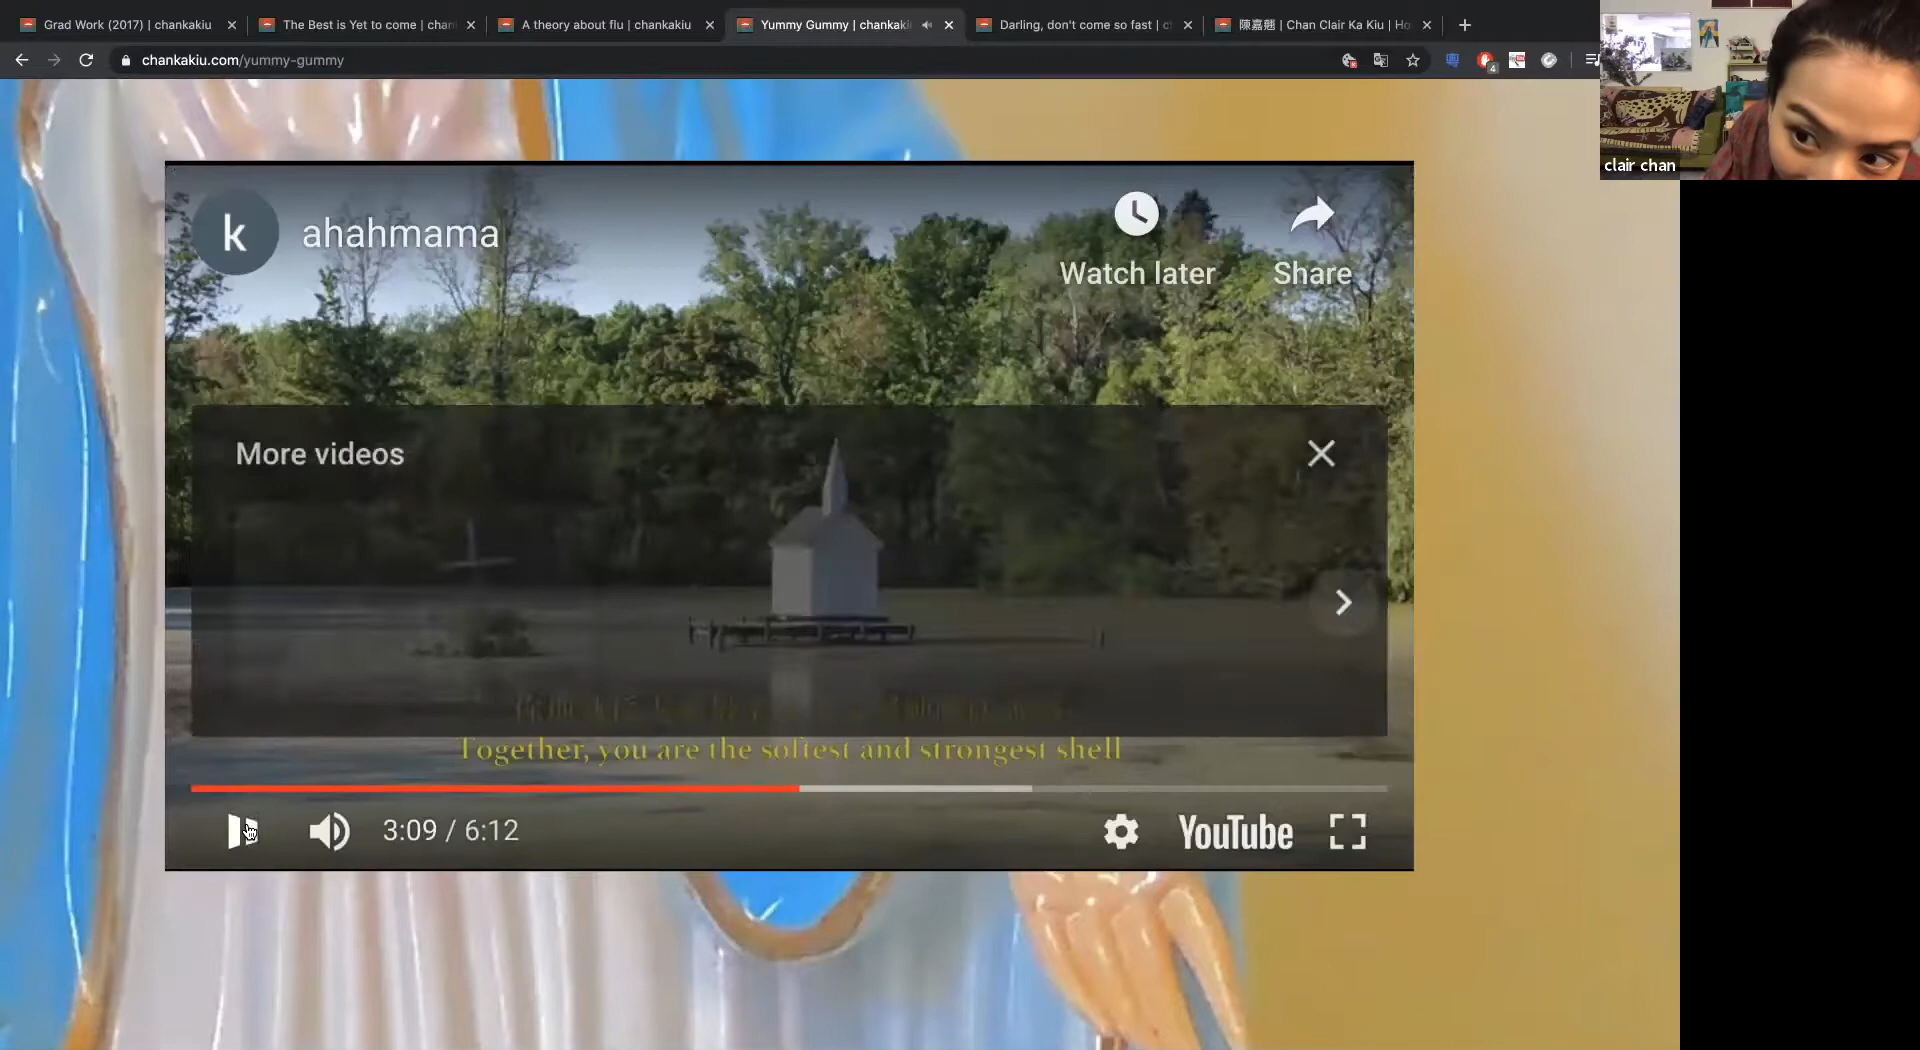 Grad Work (2017) | chankakiu
The Best is Yet to come | chan
A theory about flu | chankakiu
Yummy Gummy | chankaki
Darling, don't come so fast | c
陳嘉翹 | Chan Clair Ka Kiu | Ho
chankakiu.com/yummy-gummy
4
clair chan
k
ahahmama
Watch later
Share
More videos
Together, you are the softest and strongest shell
3:09 / 6:12
YouTube